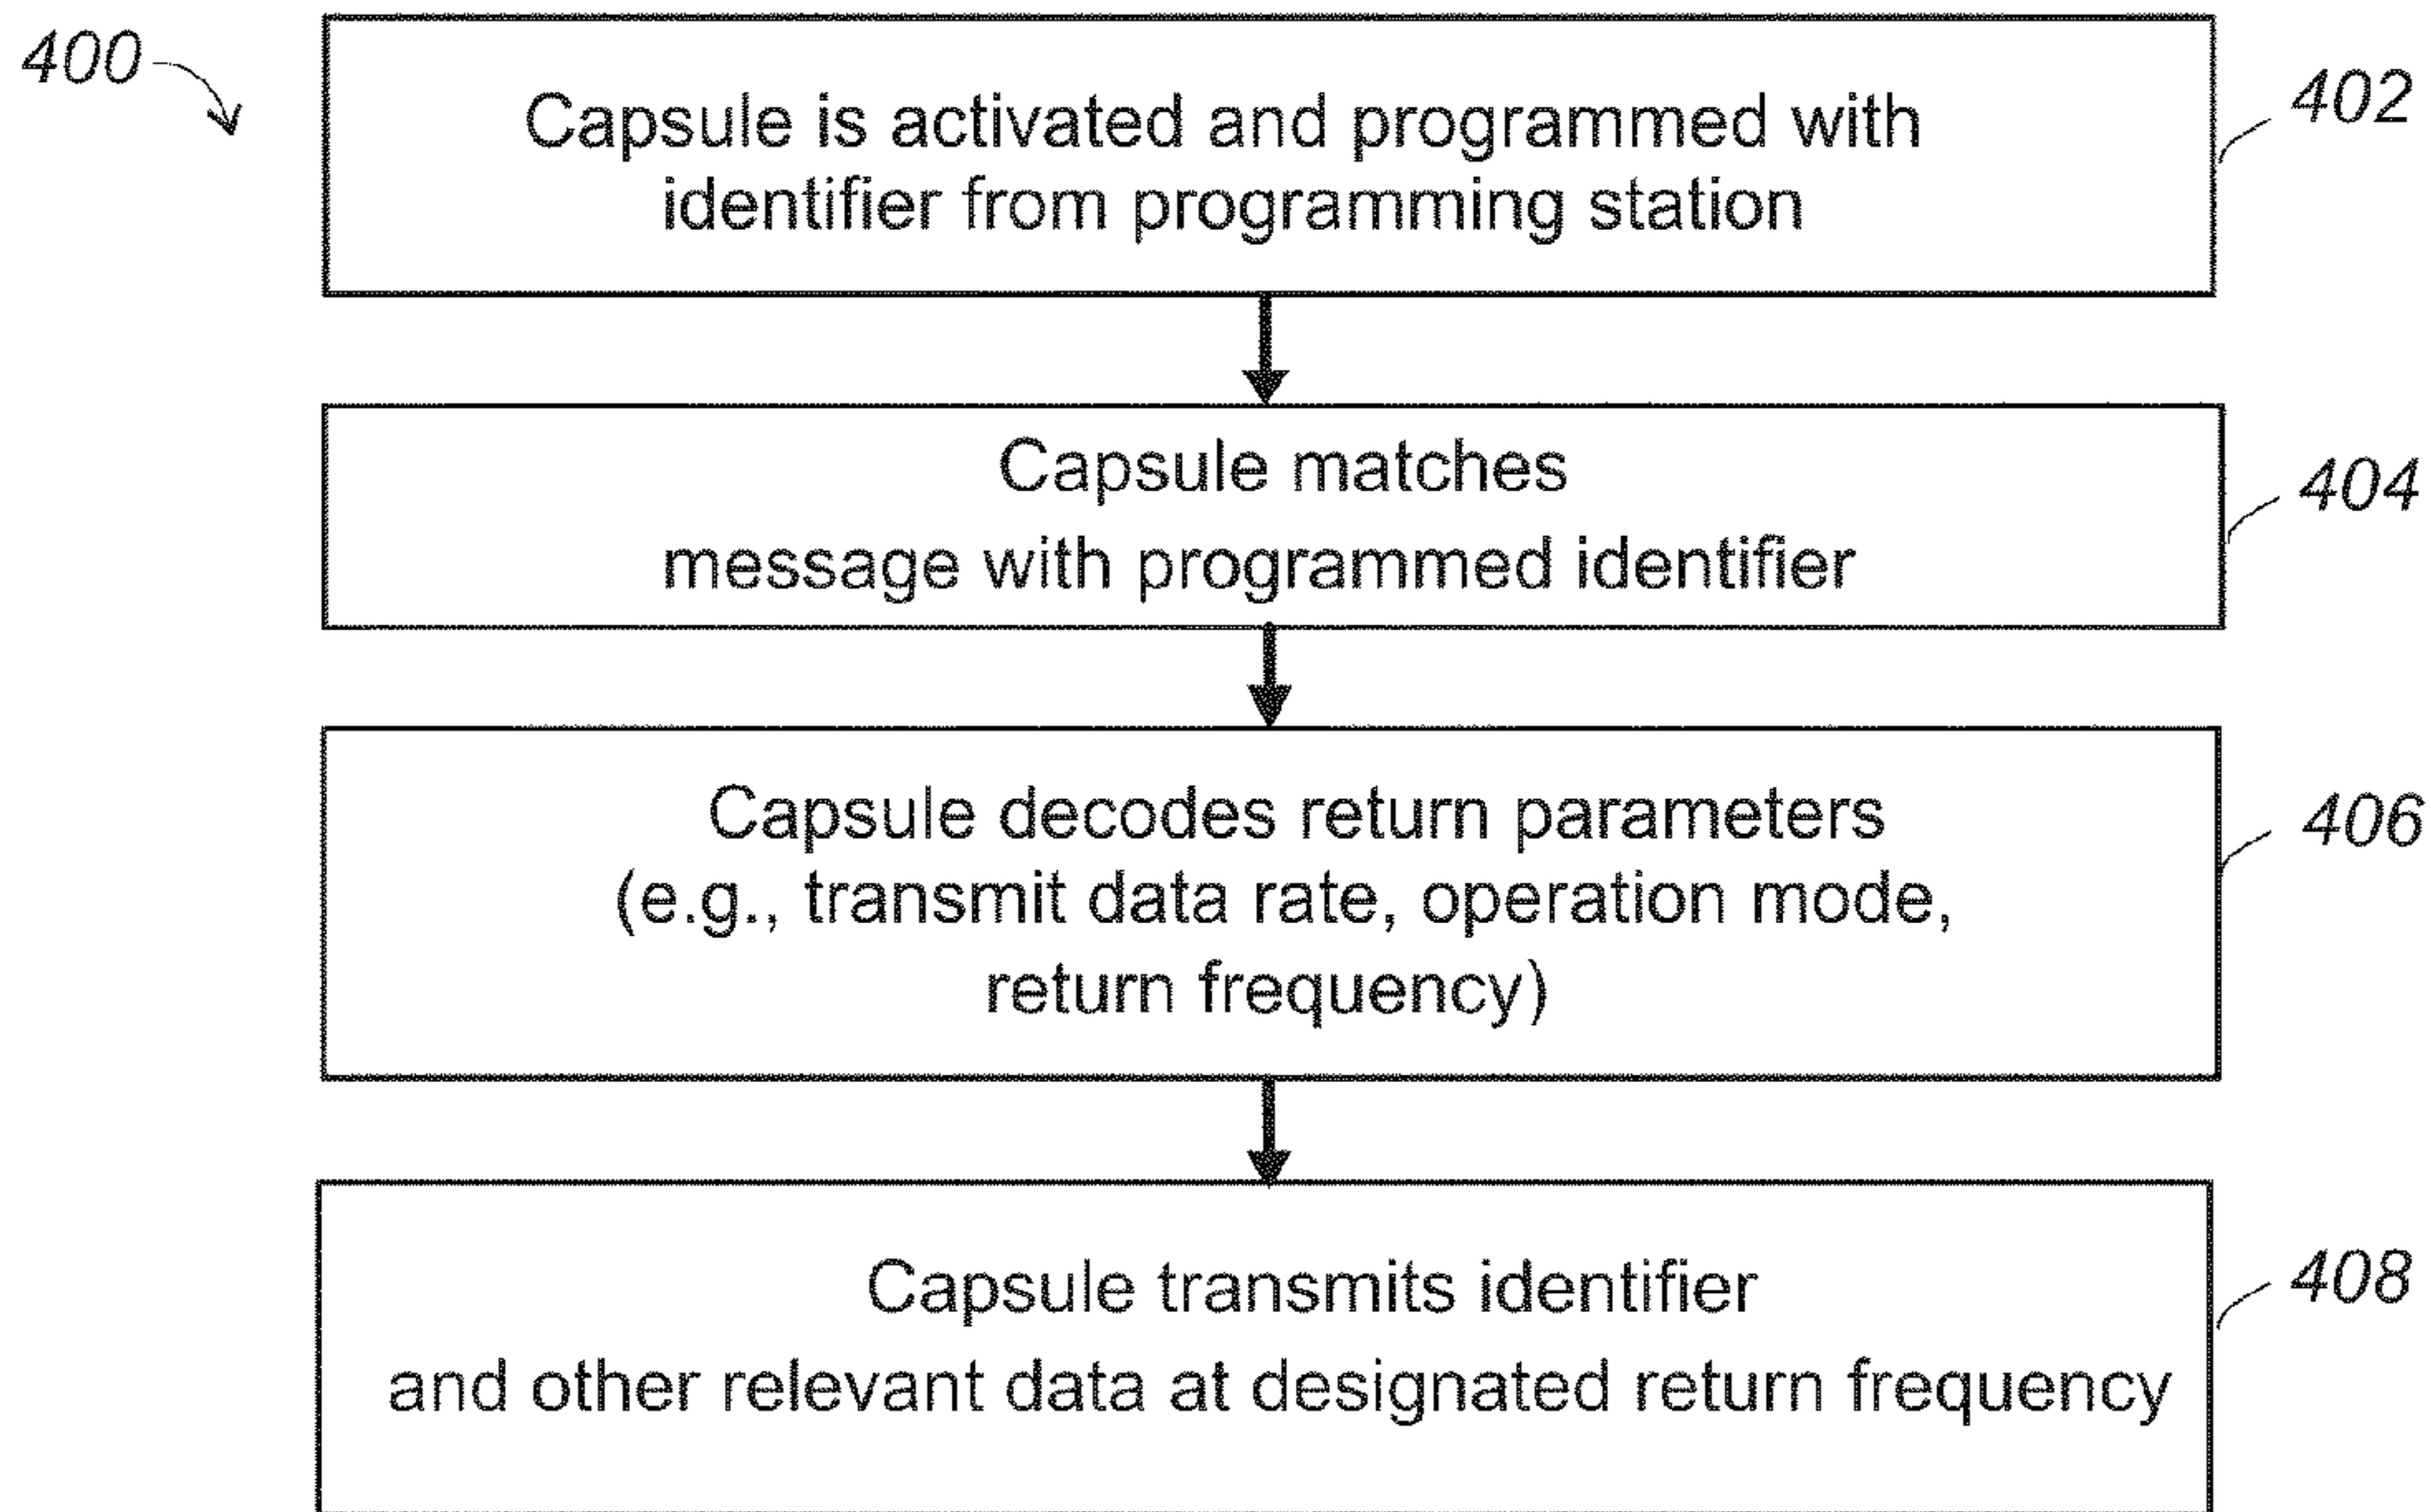 400
Capsule is activated and programmed with
identifier from programming station
402
Capsule matches
message with programmed identifier
404
Capsule decodes return parameters
(e.g., transmit data rate, operation mode,
return frequency)
406
Capsule transmits identifier
and other relevant data at designated return frequency
408